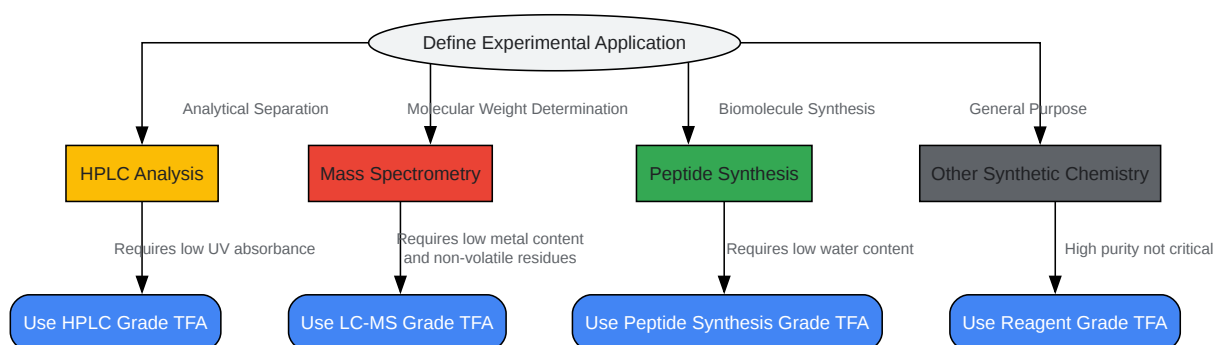 Define Experimental Application
Analytical Separation
Molecular Weight Determination
Biomolecule Synthesis
General Purpose
HPLC Analysis
Mass Spectrometry
Peptide Synthesis
Other Synthetic Chemistry
Requires low UV absorbance
Requires low metal content
and non-volatile residues
Requires low water content
High purity not critical
Use HPLC Grade TFA
Use LC-MS Grade TFA
Use Peptide Synthesis Grade TFA
Use Reagent Grade TFA